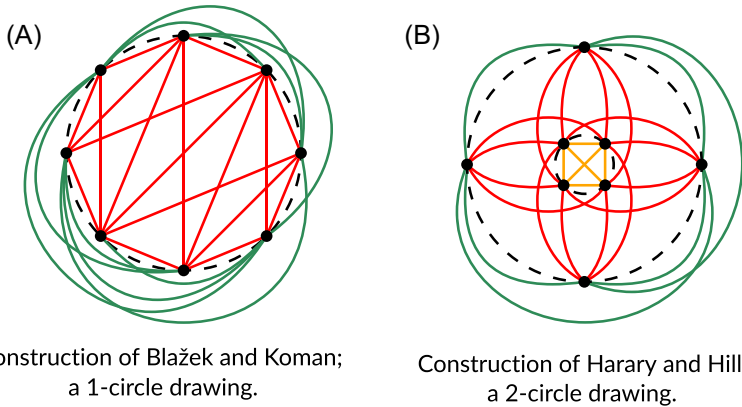 (A)
(B)
onstruction of Blažek and Koman;
a 1-circle drawing.
Construction of Harary and Hill
a 2-circle drawing.